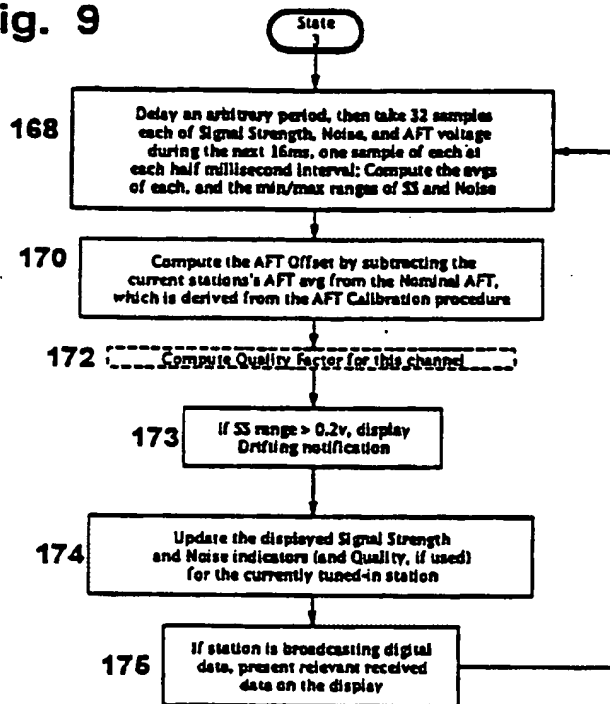 ig. 9
State
3
168
Delay an arbitrary period, then take 32 samples
each of Signal Strength, Noise, and AFT voltage
during the next 16ms, one sample of each at
each half millisecond interval; Compute the avgs
of each, and the min/max ranges of SS and Noise
170
Compute the AFT Offset by subtracting the
current stations's AFT avg from the Nominal AFT,
which is derived from the AFT Calibration procedure
172
Compute Quality Factor for this channel
173
If SS range > 0.2v, display
Drifting notification
174
Update the displayed Signal Strength
and Noise indicators (and Quality, if used)
for the currently tuned-in station
175
If station is broadcasting digital
data, present relevant received
data on the display